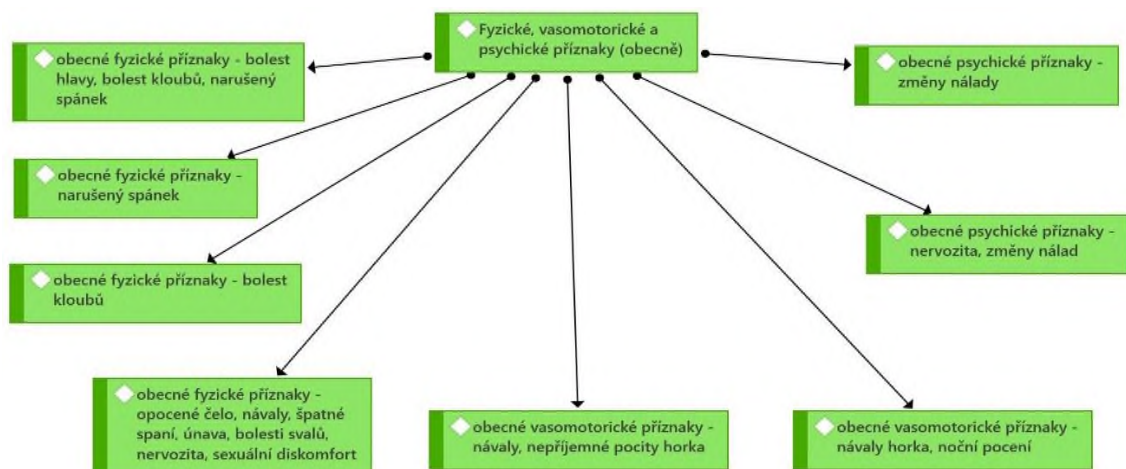 Fyzické, vasomotorické a
psychické příznaky (obecně)
obecné fyzické příznaky - bolest
hlavy, bolest kloubů, narušený
spánek
obecné psychické příznaky -
změny nálady
obecné fyzické příznaky -
narušený spánek
obecné psychické příznaky -
nervozita, změny nálad
obecné fyzické příznaky - bolest
kloubů
obecné fyzické příznaky -
opocené čelo, návaly, špatné
spaní, únava, bolesti svalů,
nervozita, sexuální diskomfort
obecné vasomotorické příznaky -
návaly, nepříjemné pocity horka
obecné vasomotorické příznaky -
návaly horka, noční pocení